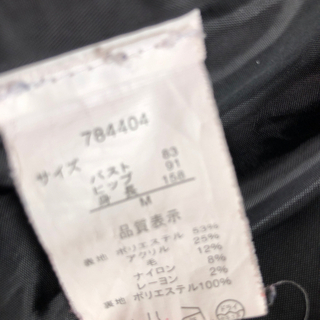 784404
サイズ
バスト 83
ヒップ 91
身長 158
M
品質表示
表地 ポリエステル 53%
アクリル 25%
毛 12%
ナイロン 8%
レーヨン 2%
裏地 ポリエステル100%